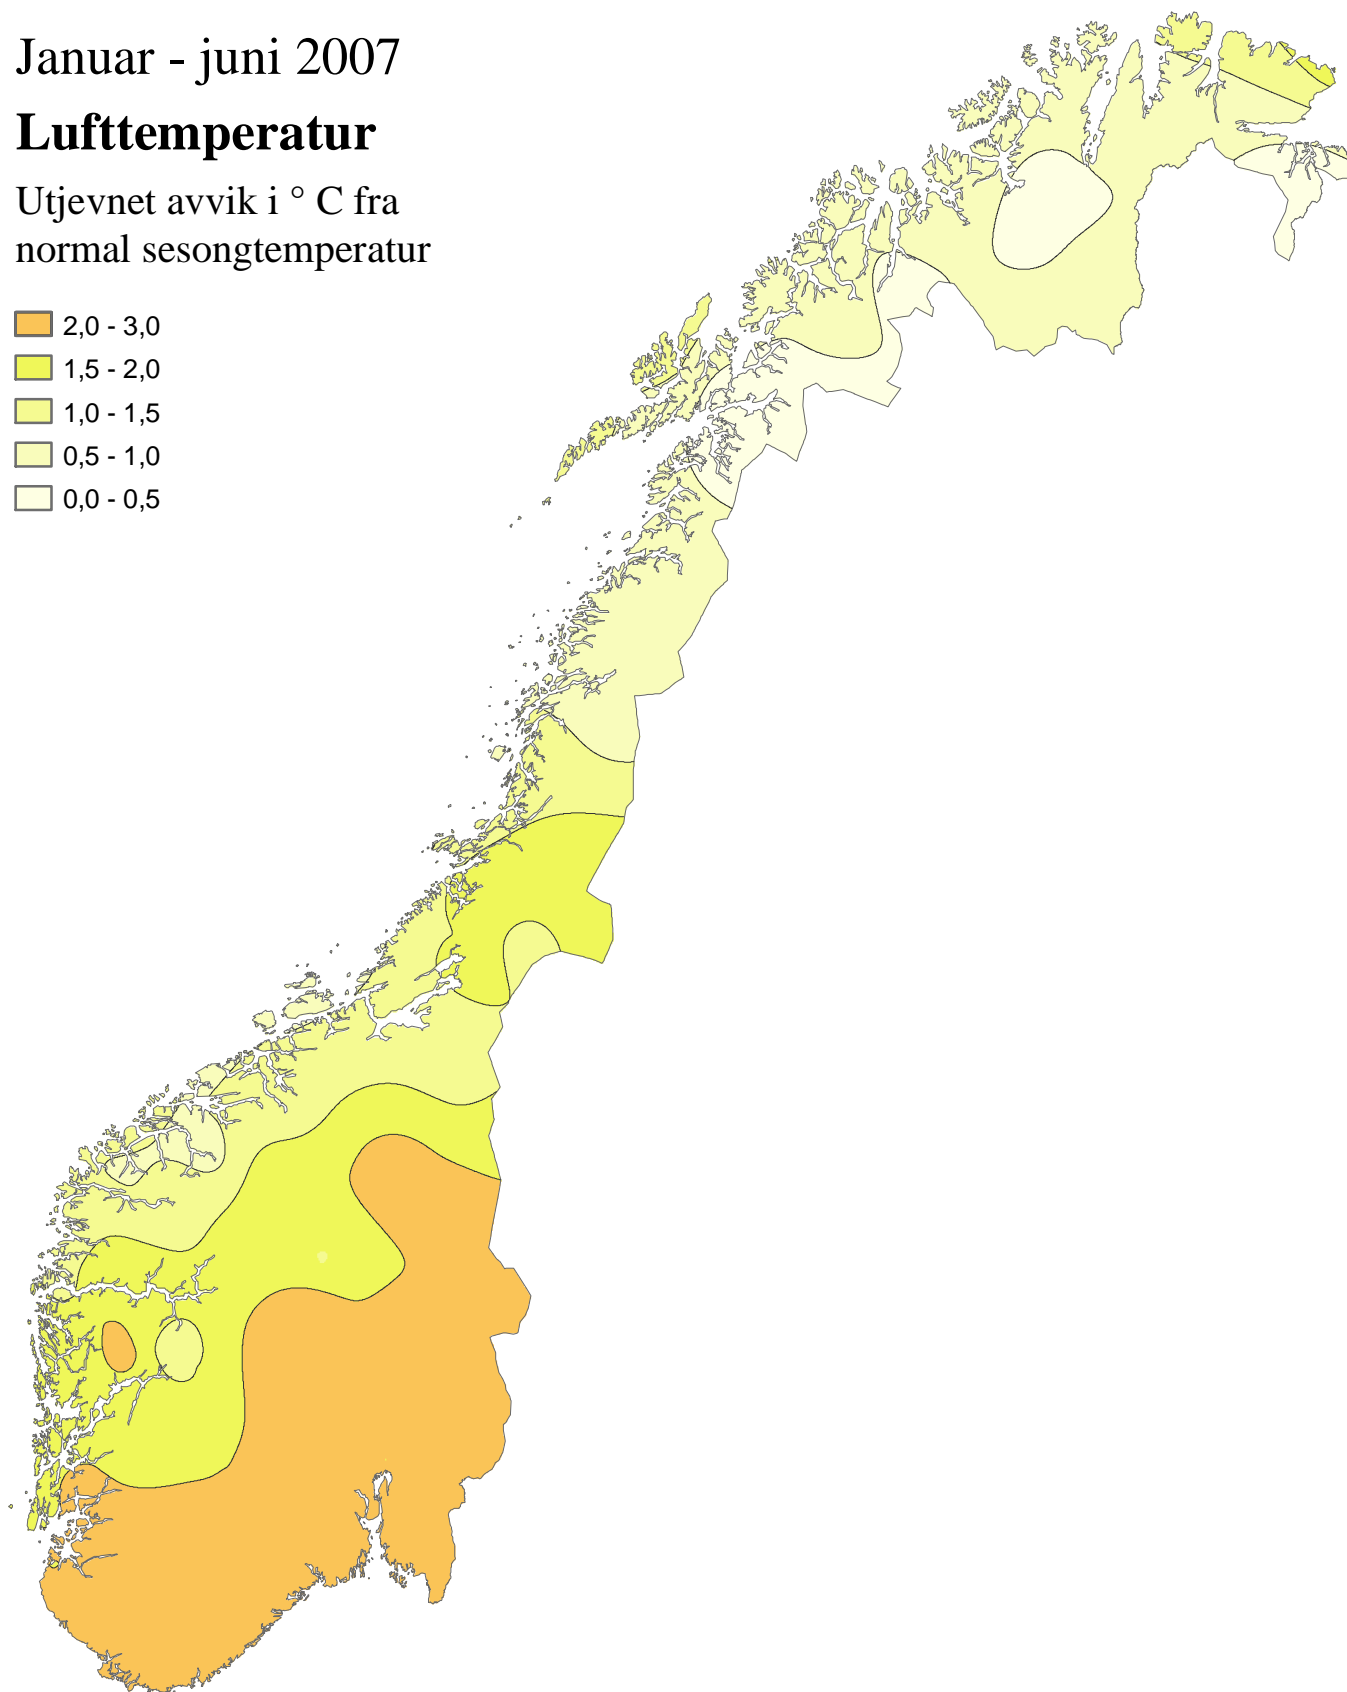 Januar - juni 2007
Lufttemperatur
Utjevnet avvik i ° C fra
normal sesongtemperatur
2,0 - 3,0
1,5 - 2,0
1,0 - 1,5
0,5 - 1,0
0,0 - 0,5